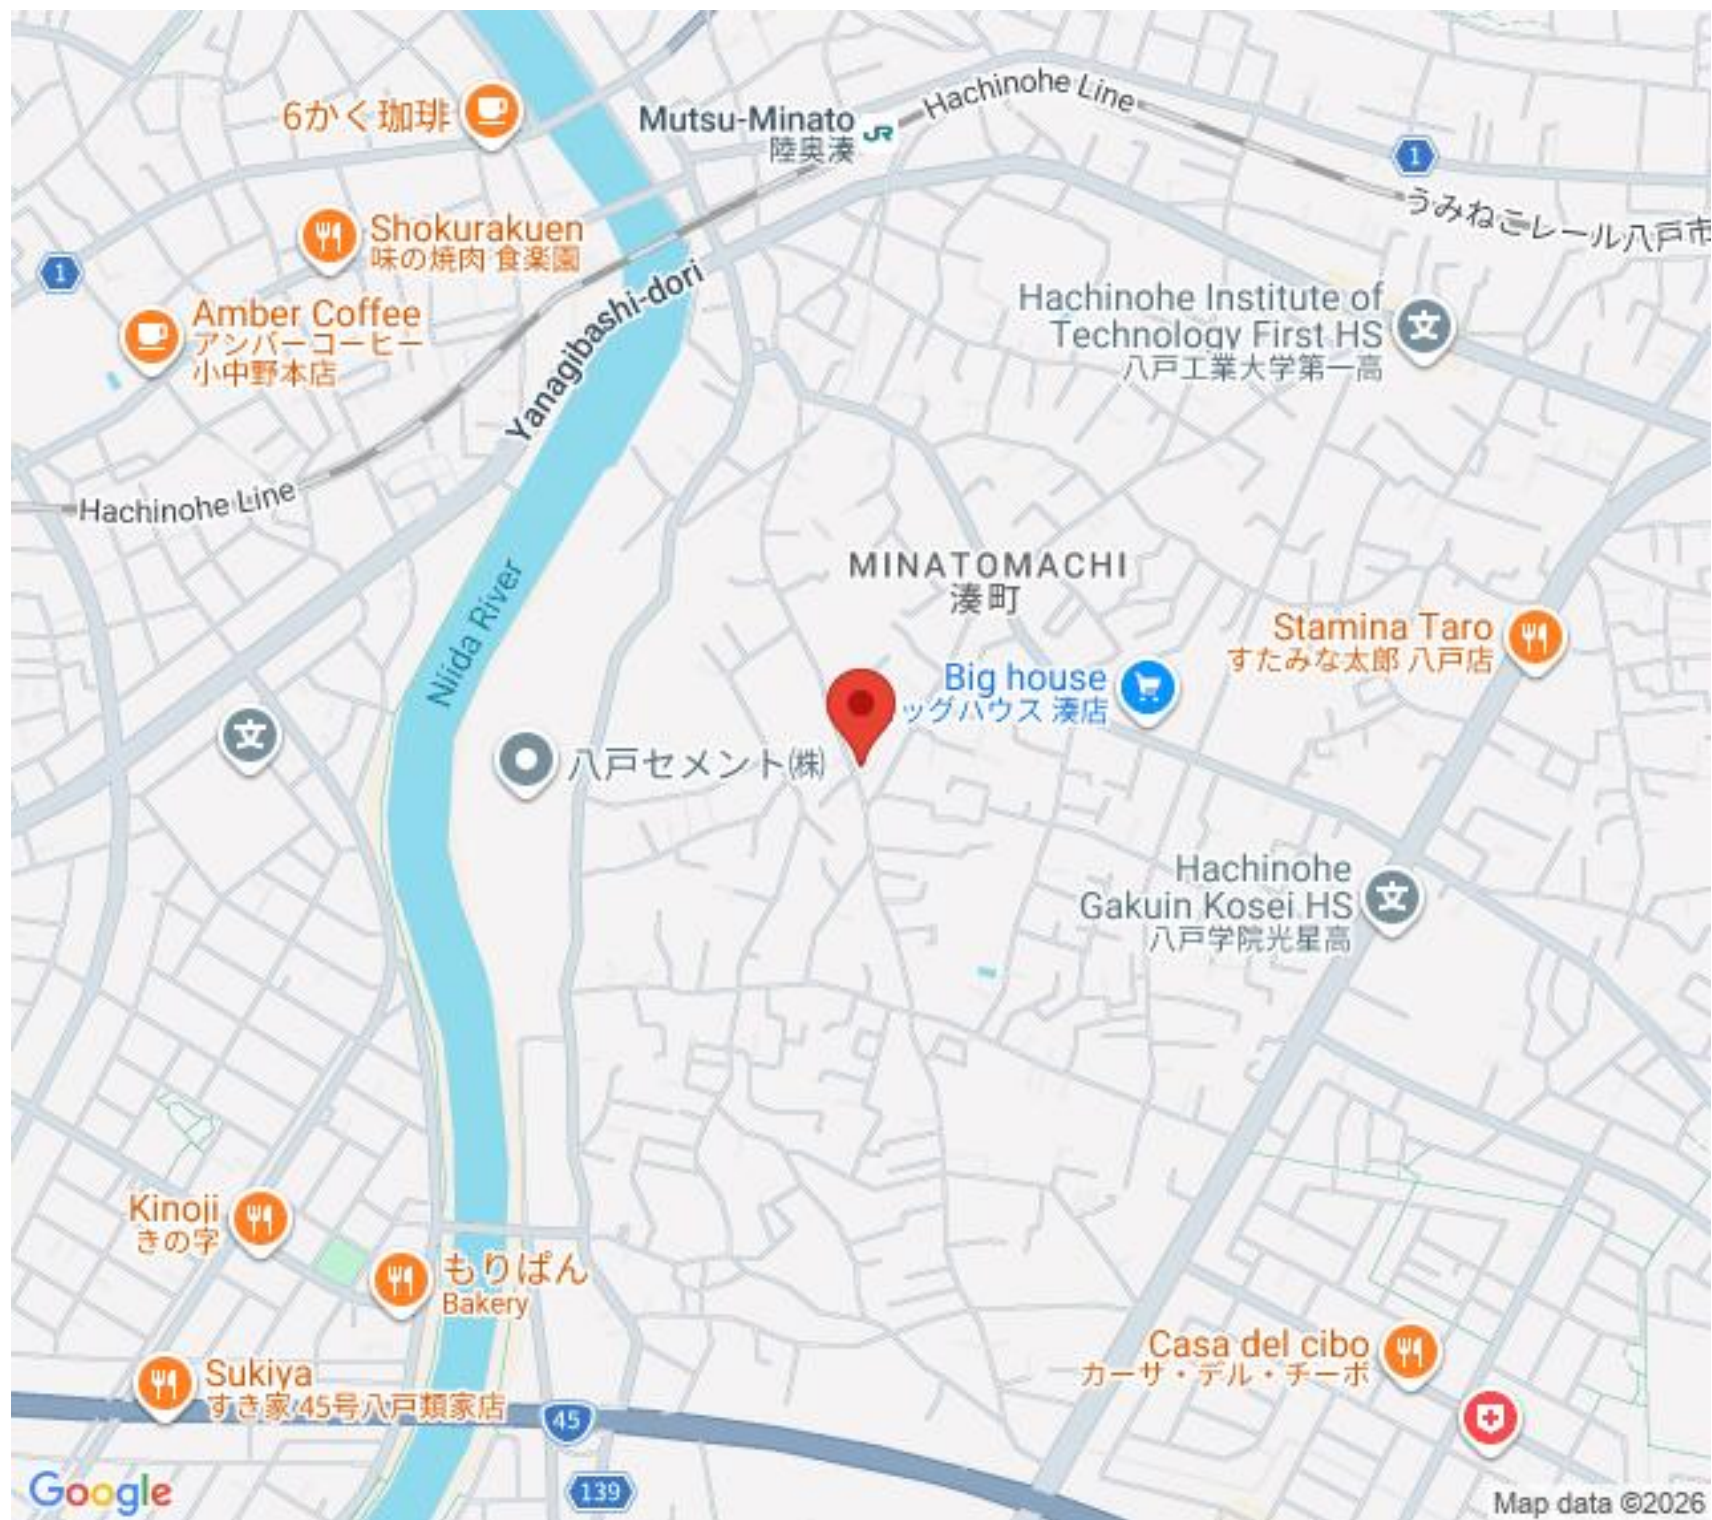 Hachinohe Line
6かく珈琲
Mutsu-Minato
陸奥湊
JR
1
うみねこレール八戸市
Shokurakuen
味の焼肉 食楽園
1
Yanagibashi-dori
Amber Coffee
アンバーコーヒー
小中野本店
Hachinohe Institute of
Technology First HS
八戸工業大学第一高
文
Hachinohe Line
MINATOMACHI
湊町
Niida River
Stamina Taro
すたみな太郎 八戸店
Big house
ッグハウス 湊店
文
八戸セメント㈱
Hachinohe
Gakuin Kosei HS
八戸学院光星高
文
Kinoji
きの字
もりぱん
Bakery
Casa del cibo
カーサ・デル・チーボ
Sukiya
すき家 45号八戸類家店
45
139
Google
Map data ©2026